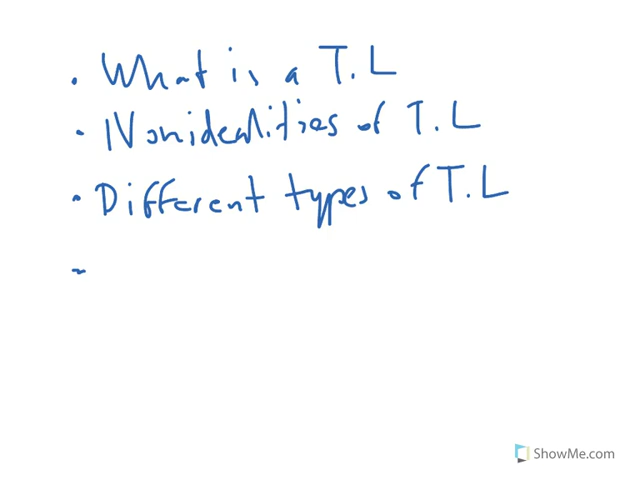 · What is a T.L
· Nonidealities of T.L
· Different types of T.L
ShowMe.com